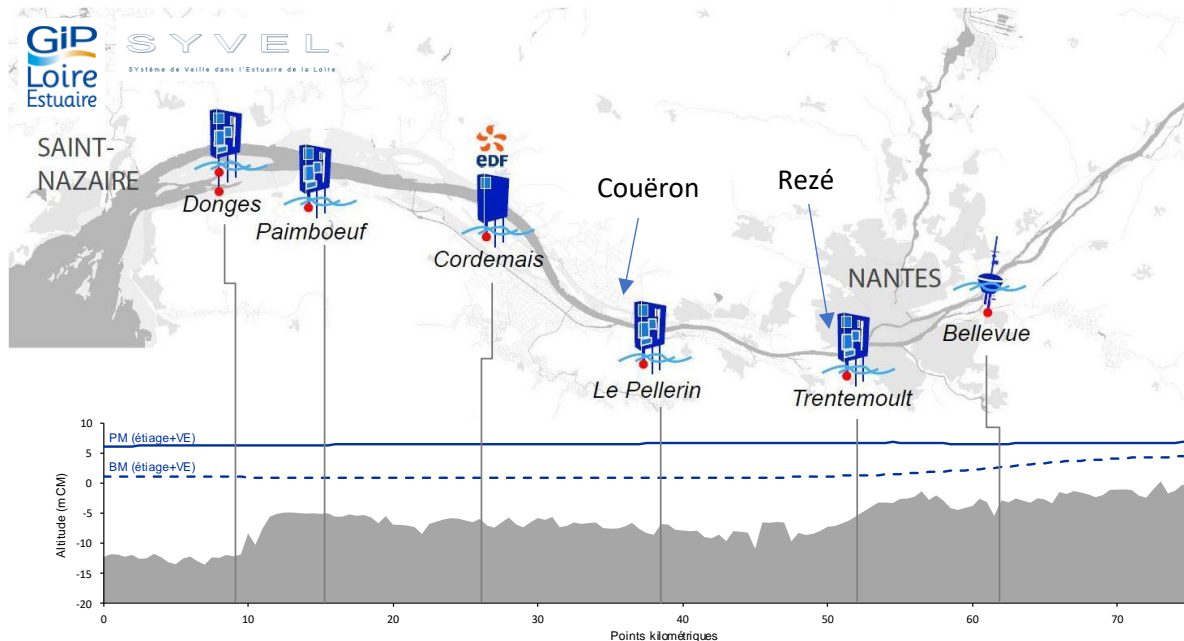 GIP
Loire
Estuaire
SYVEL
SYstème de Veille dans l'Estuaire de la Loire
SAINT-
NAZAIRE
Donges
Paimboeuf
eDF
Cordemais
Couëron
Le Pellerin
Rezé
Trentemoult
NANTES
Bellevue
Altitude (m CM)
10
5
0
-5
-10
-15
-20
PM (étiage+VE)
BM (étiage+VE)
0
10
20
30
40
50
60
70
Points kilométriques